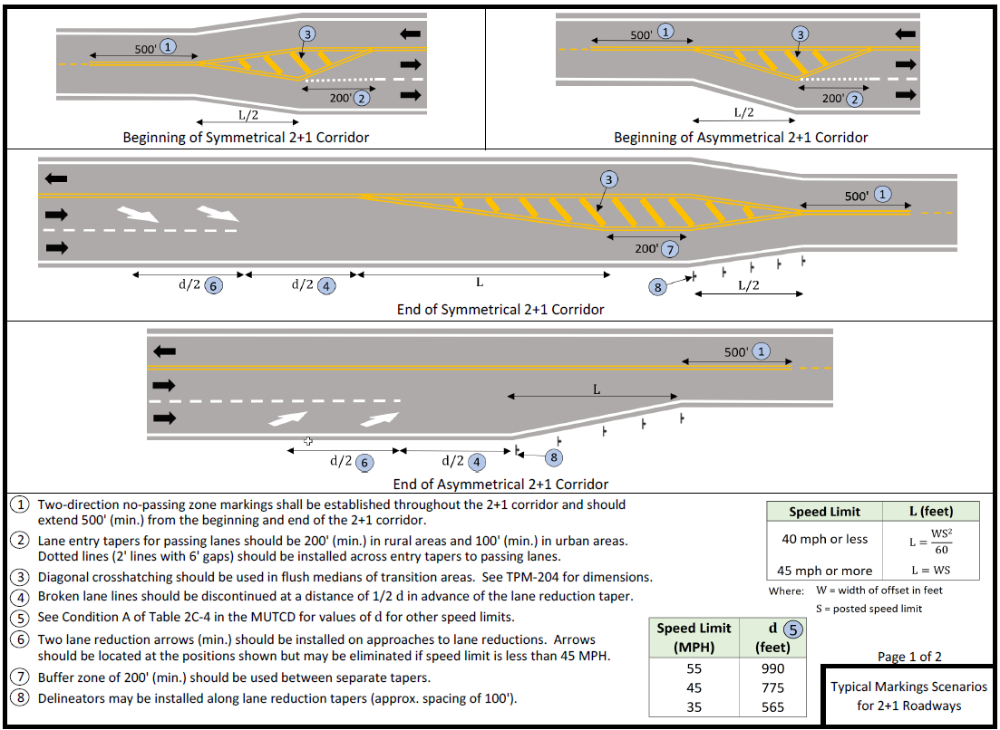 500' 1
3
200' 2
L/2
Beginning of Symmetrical 2+1 Corridor
500' 1
3
200' 2
L/2
Beginning of Asymmetrical 2+1 Corridor
3
500' 1
200' 7
d/2 6
d/2 4
L
8
L/2
End of Symmetrical 2+1 Corridor
500' 1
L
d/2 6
d/2 4
8
End of Asymmetrical 2+1 Corridor
1 Two-direction no-passing zone markings shall be established throughout the 2+1 corridor and should
extend 500' (min.) from the beginning and end of the 2+1 corridor.
2 Lane entry tapers for passing lanes should be 200' (min.) in rural areas and 100' (min.) in urban areas.
Dotted lines (2' lines with 6' gaps) should be installed across entry tapers to passing lanes.
3 Diagonal crosshatching should be used in flush medians of transition areas. See TPM-204 for dimensions.
4 Broken lane lines should be discontinued at a distance of 1/2 d in advance of the lane reduction taper.
5 See Condition A of Table 2C-4 in the MUTCD for values of d for other speed limits.
6 Two lane reduction arrows (min.) should be installed on approaches to lane reductions. Arrows
should be located at the positions shown but may be eliminated if speed limit is less than 45 MPH.
7 Buffer zone of 200' (min.) should be used between separate tapers.
8 Delineators may be installed along lane reduction tapers (approx. spacing of 100').
Speed Limit L (feet)
40 mph or less L = WS²/60
45 mph or more L = WS
Where: W = width of offset in feet
S = posted speed limit
Speed Limit (MPH) d 5 (feet)
55 990
45 775
35 565
Page 1 of 2
Typical Markings Scenarios
for 2+1 Roadways